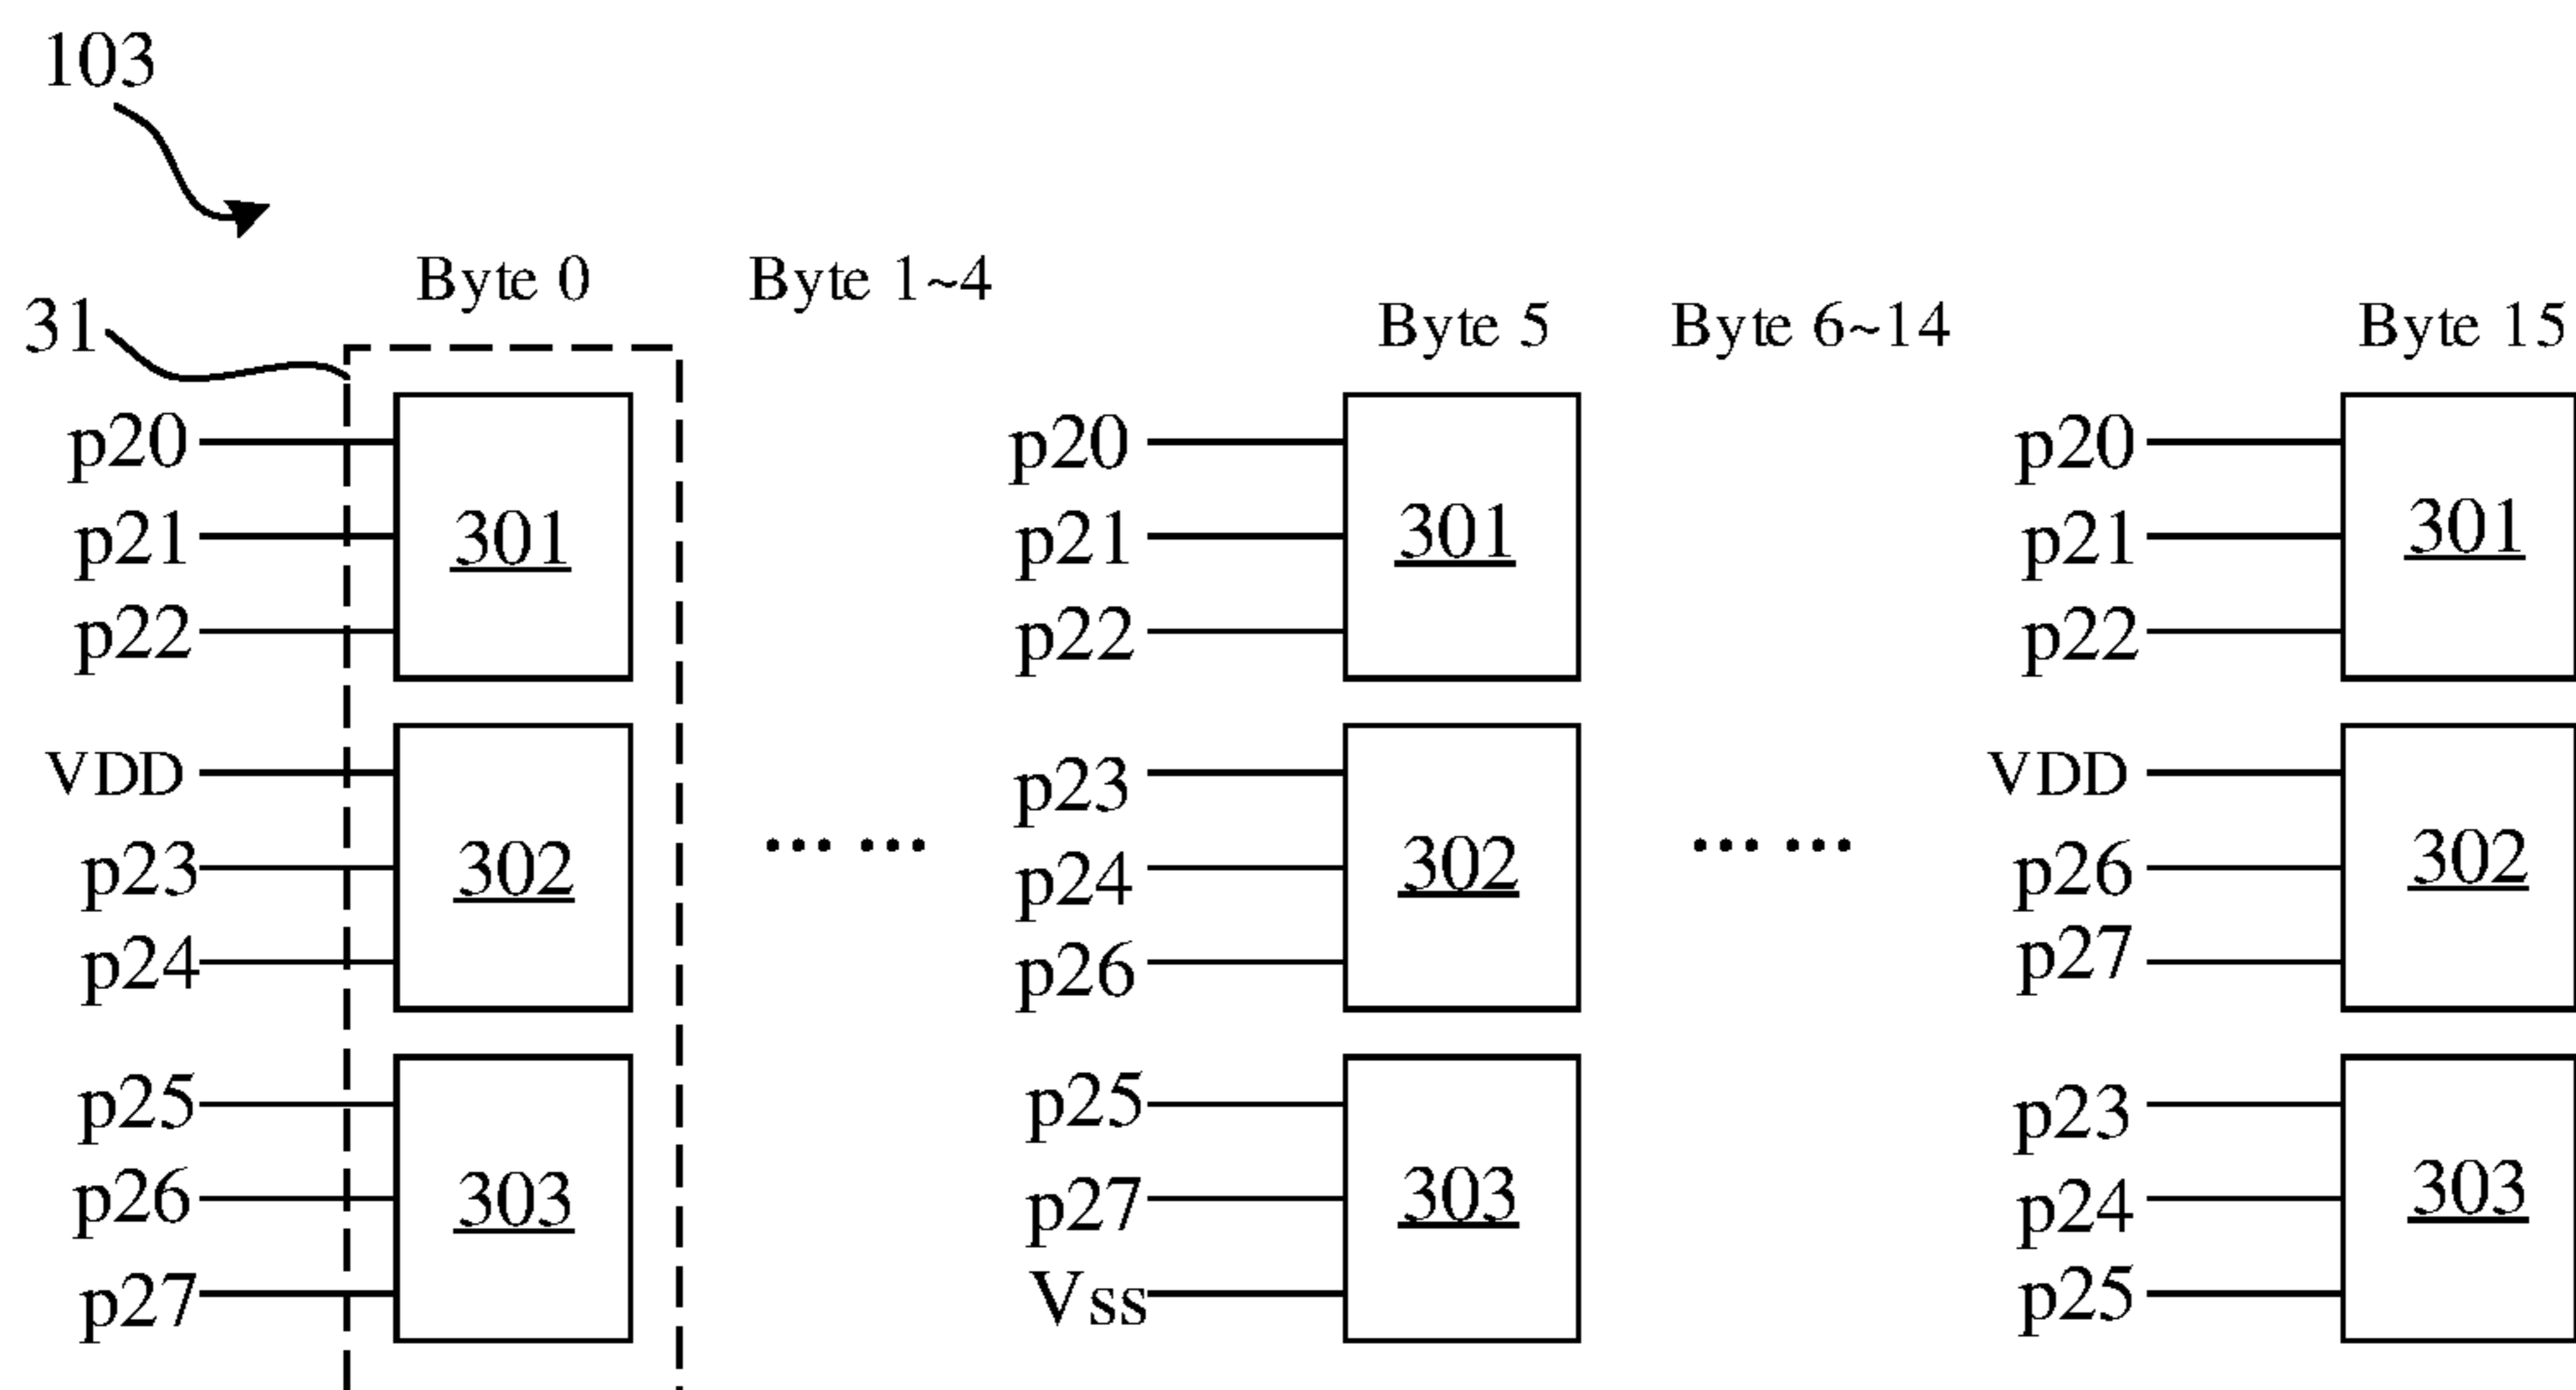 103
31
Byte 0
Byte 1~4
Byte 5
Byte 6~14
Byte 15
p20
p21
p22
301
VDD
p23
p24
302
p25
p26
p27
303
...... 
p20
p21
p22
301
p23
p24
p26
302
p25
p27
Vss
303
......
p20
p21
p22
301
VDD
p26
p27
302
p23
p24
p25
303